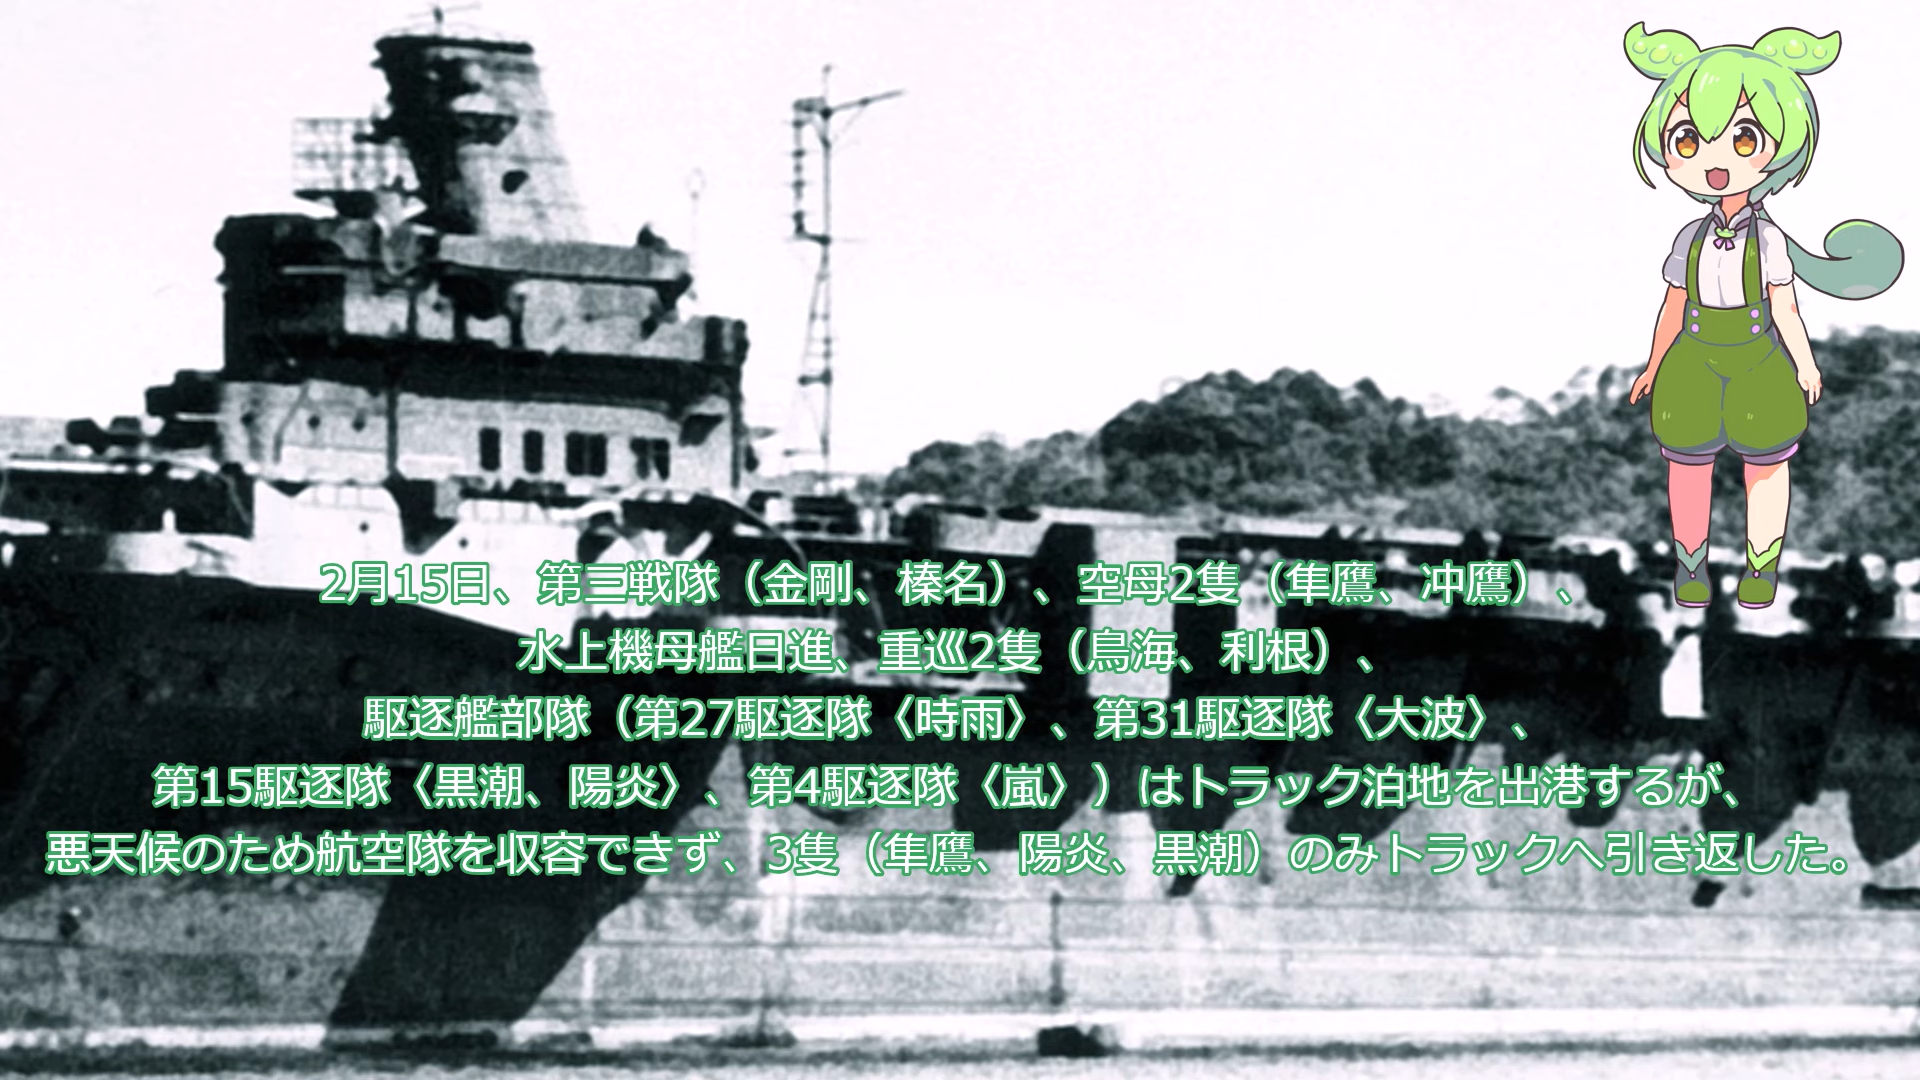 2月15日、第三戦隊（金剛、榛名）、空母2隻（隼鷹、冲鷹）、
水上機母艦日進、重巡2隻（鳥海、利根）、
駆逐艦部隊（第27駆逐隊〈時雨〉、第31駆逐隊〈大波〉、
第15駆逐隊〈黒潮、陽炎〉、第4駆逐隊〈嵐〉）はトラック泊地を出港するが、
悪天候のため航空隊を収容できず、3隻（隼鷹、陽炎、黒潮）のみトラックへ引き返した。